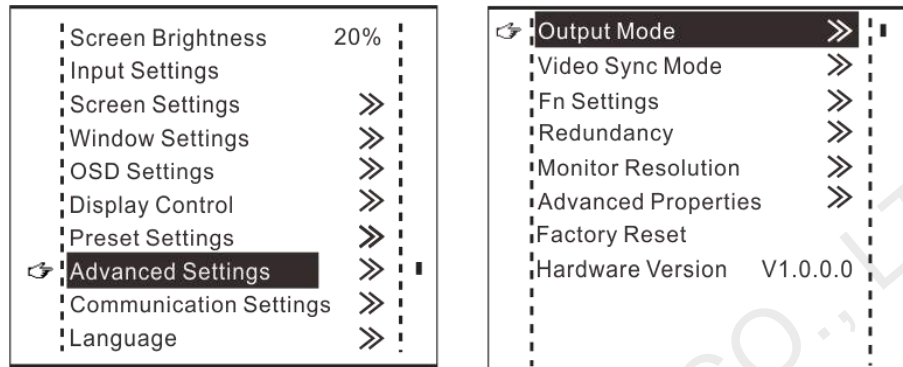 Screen Brightness 20%
Input Settings
Screen Settings
Window Settings
OSD Settings
Display Control
Preset Settings
Advanced Settings
Communication Settings
Language
Output Mode
Video Sync Mode
Fn Settings
Redundancy
Monitor Resolution
Advanced Properties
Factory Reset
Hardware Version V1.0.0.0
CO., LT